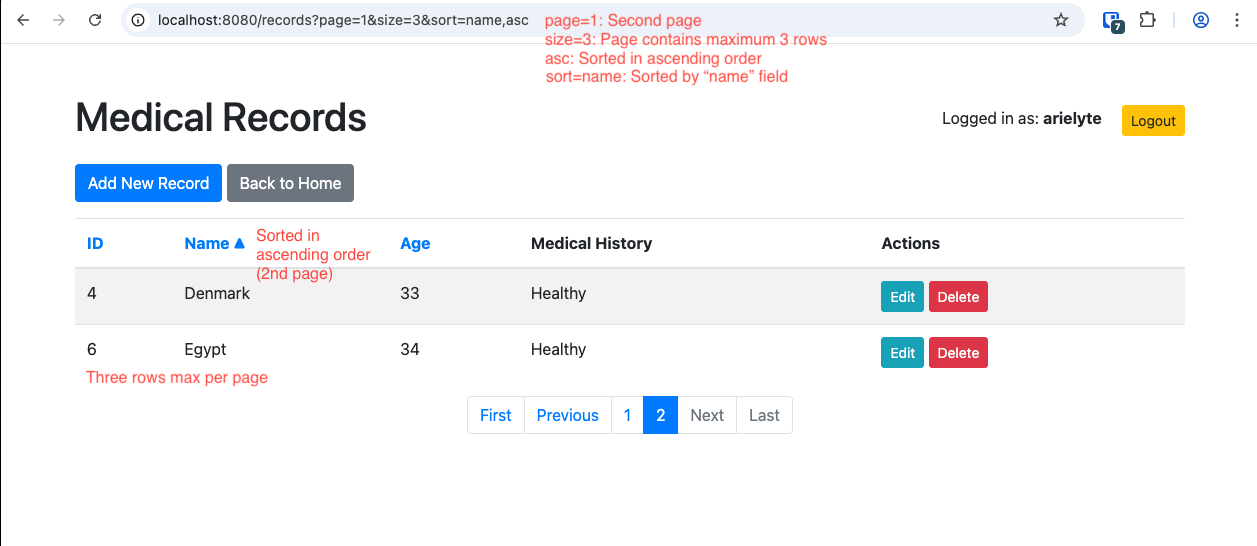 localhost:8080/records?page=1&size=3&sort=name,asc
page=1: Second page
size=3: Page contains maximum 3 rows
asc: Sorted in ascending order
sort=name: Sorted by “name” field
7
Medical Records
Logged in as: arielyte Logout
Add New Record Back to Home
ID Name ▲ Age Medical History Actions
Sorted in
ascending order
(2nd page)
4 Denmark 33 Healthy Edit Delete
6 Egypt 34 Healthy Edit Delete
Three rows max per page
First Previous 1 2 Next Last